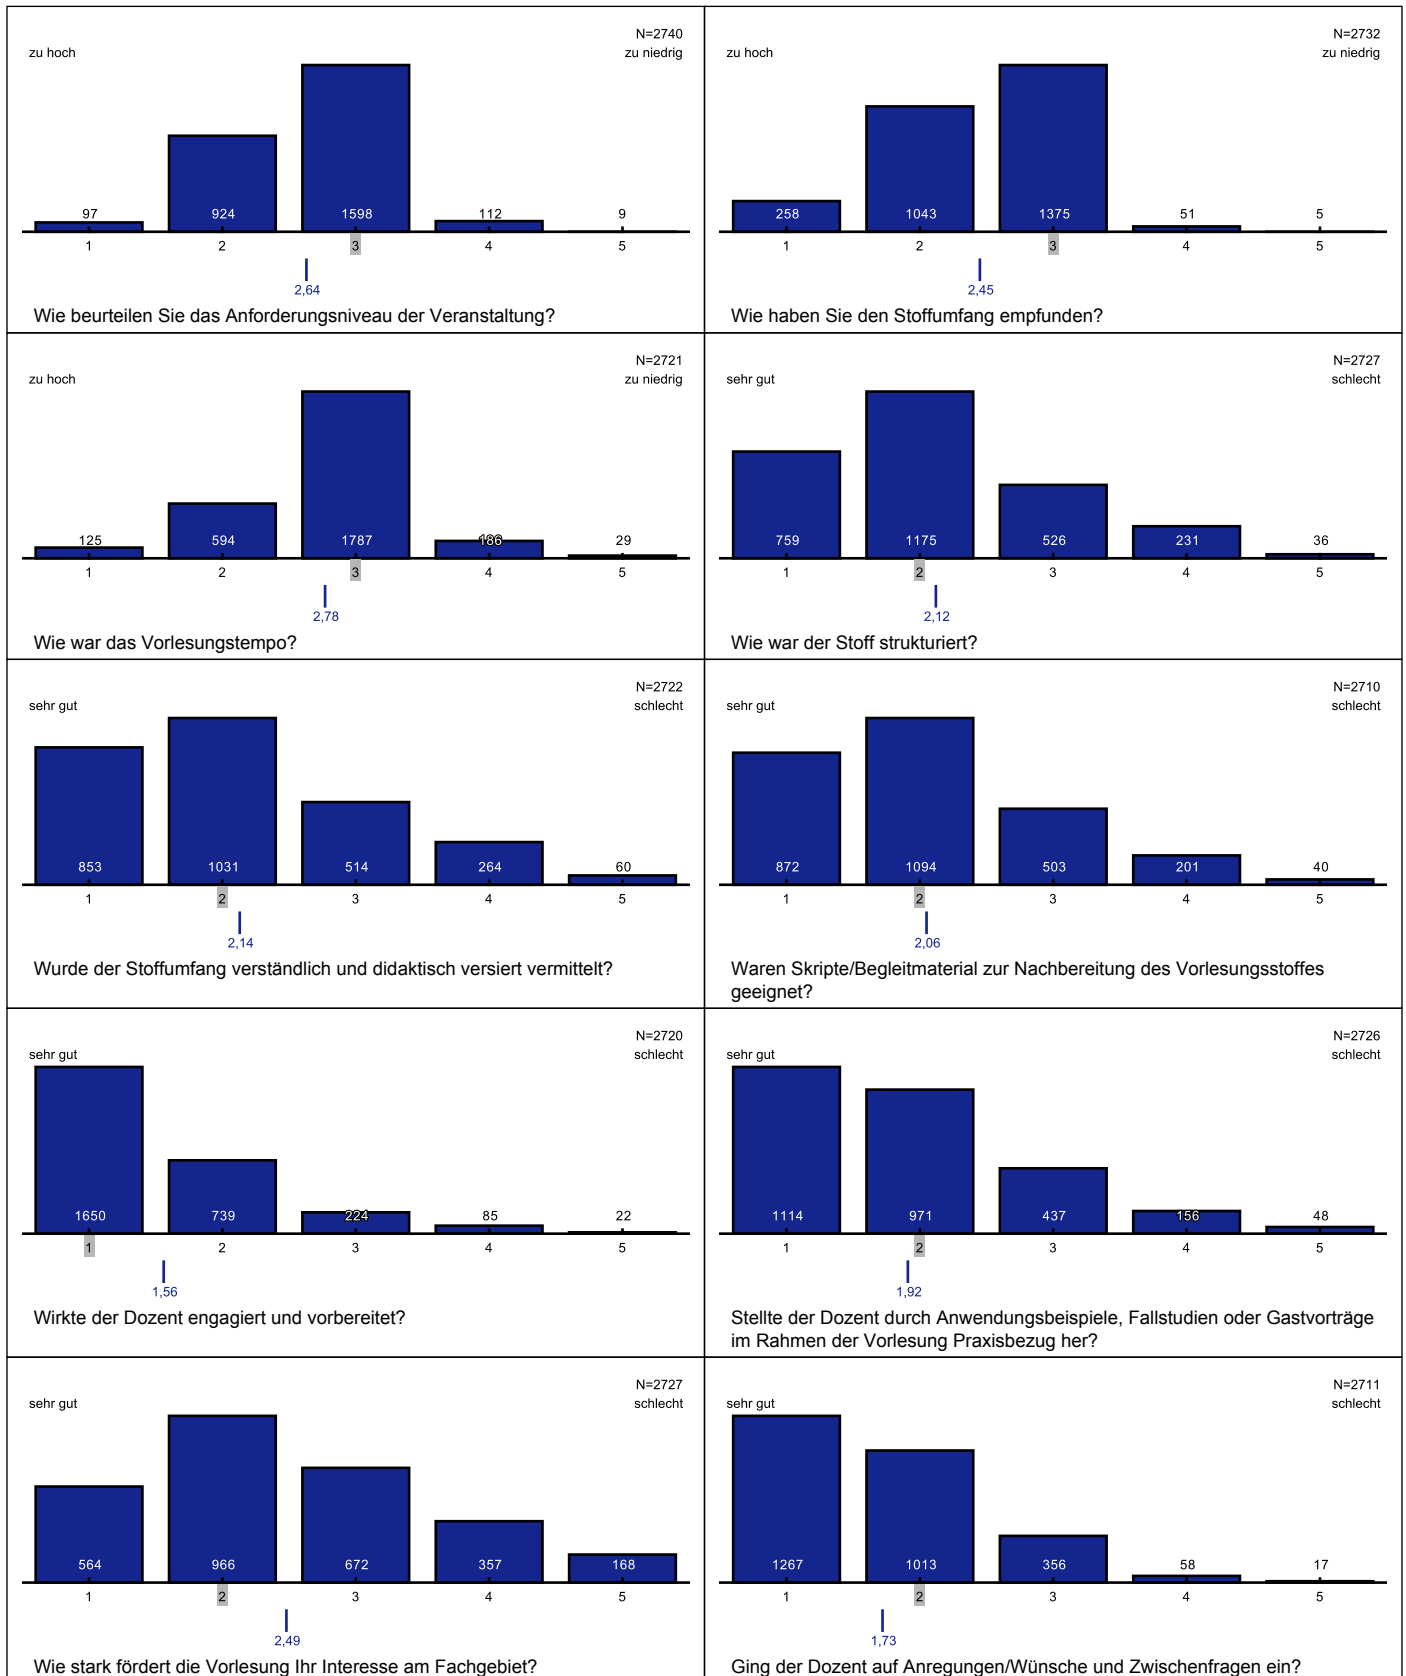 N=2740
zu hoch
zu niedrig
97
924
1598
112
9
1
2
3
4
5
2,64
Wie beurteilen Sie das Anforderungsniveau der Veranstaltung?
N=2732
zu hoch
zu niedrig
258
1043
1375
51
5
1
2
3
4
5
2,45
Wie haben Sie den Stoffumfang empfunden?
N=2721
zu hoch
zu niedrig
125
594
1787
186
29
1
2
3
4
5
2,78
Wie war das Vorlesungstempo?
N=2727
sehr gut
schlecht
759
1175
526
231
36
1
2
3
4
5
2,12
Wie war der Stoff strukturiert?
N=2722
sehr gut
schlecht
853
1031
514
264
60
1
2
3
4
5
2,14
Wurde der Stoffumfang verständlich und didaktisch versiert vermittelt?
N=2710
sehr gut
schlecht
872
1094
503
201
40
1
2
3
4
5
2,06
Waren Skripte/Begleitmaterial zur Nachbereitung des Vorlesungsstoffes
geeignet?
N=2720
sehr gut
schlecht
1650
739
224
85
22
1
2
3
4
5
1,56
Wirkte der Dozent engagiert und vorbereitet?
N=2726
sehr gut
schlecht
1114
971
437
156
48
1
2
3
4
5
1,92
Stellte der Dozent durch Anwendungsbeispiele, Fallstudien oder Gastvorträge
im Rahmen der Vorlesung Praxisbezug her?
N=2727
sehr gut
schlecht
564
966
672
357
168
1
2
3
4
5
2,49
Wie stark fördert die Vorlesung Ihr Interesse am Fachgebiet?
N=2711
sehr gut
schlecht
1267
1013
356
58
17
1
2
3
4
5
1,73
Ging der Dozent auf Anregungen/Wünsche und Zwischenfragen ein?